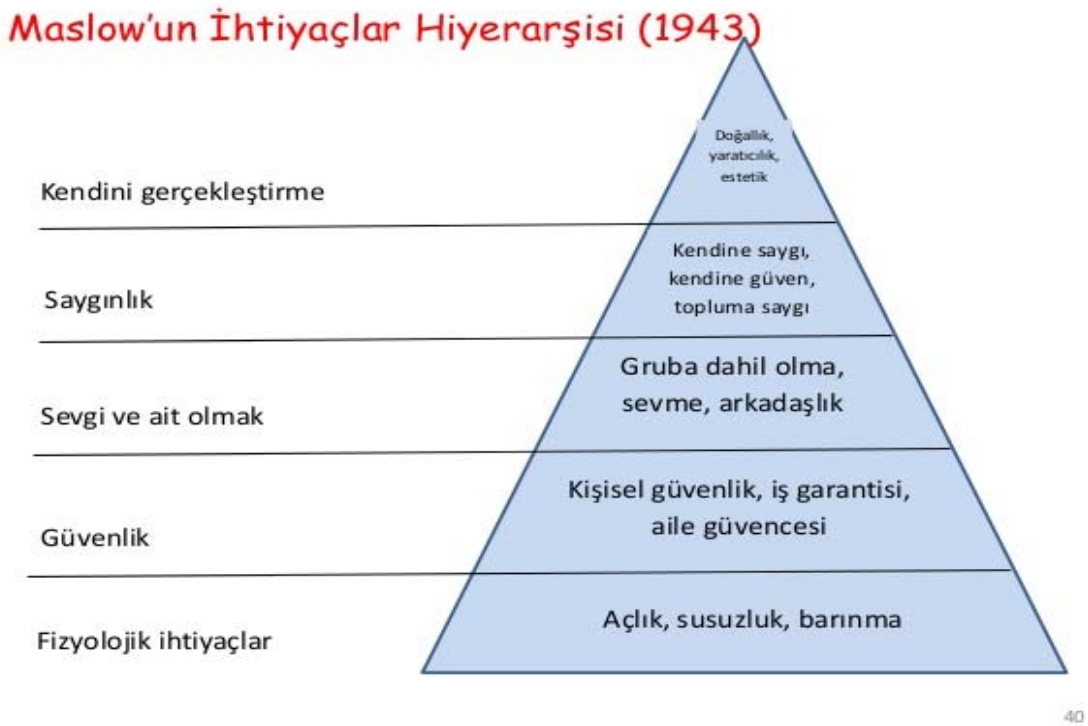 Maslow'un İhtiyaçlar Hiyerarşisi (1943)
Doğallık,
yaratıcılık,
estetik
Kendini gerçekleştirme
Kendine saygı,
kendine güven,
topluma saygı
Saygınlık
Gruba dahil olma,
sevme, arkadaşlık
Sevgi ve ait olmak
Kişisel güvenlik, iş garantisi,
aile güvencesi
Güvenlik
Açlık, susuzluk, barınma
Fizyolojik ihtiyaçlar
40